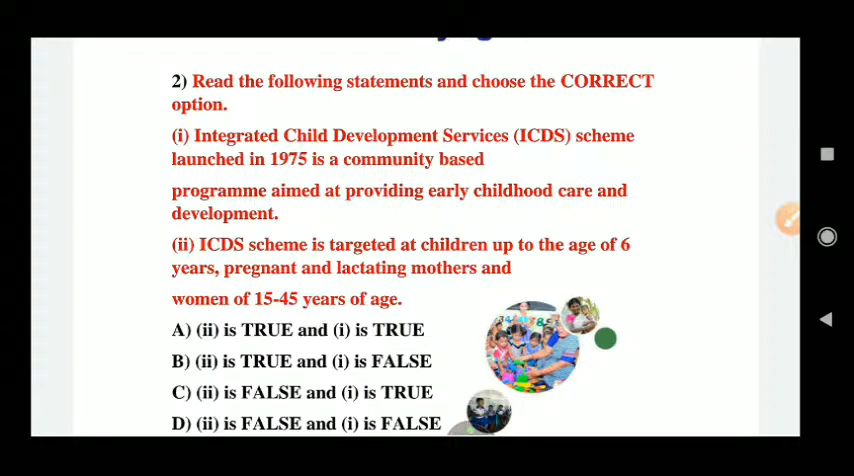 2) Read the following statements and choose the CORRECT
option.
(i) Integrated Child Development Services (ICDS) scheme
launched in 1975 is a community based
programme aimed at providing early childhood care and
development.
(ii) ICDS scheme is targeted at children up to the age of 6
years, pregnant and lactating mothers and
women of 15-45 years of age.
A) (ii) is TRUE and (i) is TRUE
B) (ii) is TRUE and (i) is FALSE
C) (ii) is FALSE and (i) is TRUE
D) (ii) is FALSE and (i) is FALSE